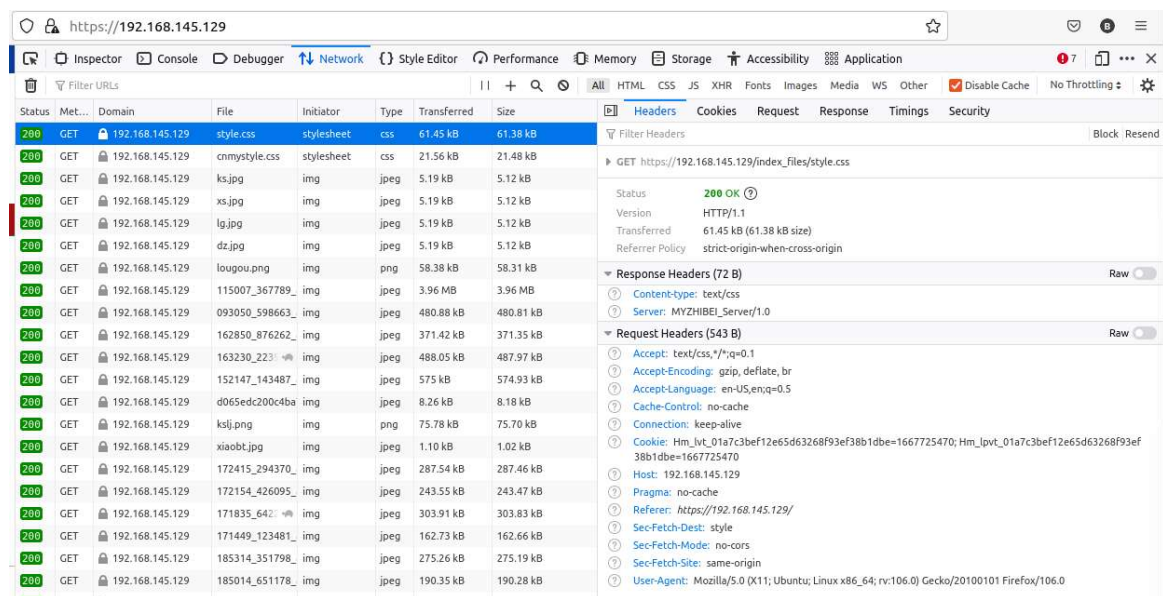 https://192.168.145.129
Inspector Console Debugger Network Style Editor Performance Memory Storage Accessibility Application 7
Filter URLs All HTML CSS JS XHR Fonts Images Media WS Other Disable Cache No Throttling
Status Met... Domain File Initiator Type Transferred Size Headers Cookies Request Response Timings Security
200 GET 192.168.145.129 style.css stylesheet css 61.45 kB 61.38 kB
200 GET 192.168.145.129 cnmystyle.css stylesheet css 21.56 kB 21.48 kB
200 GET 192.168.145.129 ks.jpg img jpeg 5.19 kB 5.12 kB
200 GET 192.168.145.129 xs.jpg img jpeg 5.19 kB 5.12 kB
200 GET 192.168.145.129 lg.jpg img jpeg 5.19 kB 5.12 kB
200 GET 192.168.145.129 dz.jpg img jpeg 5.19 kB 5.12 kB
200 GET 192.168.145.129 lougou.png img png 58.38 kB 58.31 kB
200 GET 192.168.145.129 115007_367789_ img jpeg 3.96 MB 3.96 MB
200 GET 192.168.145.129 093050_598663_ img jpeg 480.88 kB 480.81 kB
200 GET 192.168.145.129 162850_876262_ img jpeg 371.42 kB 371.35 kB
200 GET 192.168.145.129 163230_223 img jpeg 488.05 kB 487.97 kB
200 GET 192.168.145.129 152147_143487_ img jpeg 575 kB 574.93 kB
200 GET 192.168.145.129 d065edc200c4ba img jpeg 8.26 kB 8.18 kB
200 GET 192.168.145.129 kslj.png img png 75.78 kB 75.70 kB
200 GET 192.168.145.129 xiaobt.jpg img jpeg 1.10 kB 1.02 kB
200 GET 192.168.145.129 172415_294370_ img jpeg 287.54 kB 287.46 kB
200 GET 192.168.145.129 172154_426095_ img jpeg 243.55 kB 243.47 kB
200 GET 192.168.145.129 171835_642 img jpeg 303.91 kB 303.83 kB
200 GET 192.168.145.129 171449_123481_ img jpeg 162.73 kB 162.66 kB
200 GET 192.168.145.129 185314_351798_ img jpeg 275.26 kB 275.19 kB
200 GET 192.168.145.129 185014_651178_ img jpeg 190.35 kB 190.28 kB
Filter Headers Block Resend
GET https://192.168.145.129/index_files/style.css
Status 200 OK
Version HTTP/1.1
Transferred 61.45 kB (61.38 kB size)
Referrer Policy strict-origin-when-cross-origin
Response Headers (72 B) Raw
Content-type: text/css
Server: MYZHIBEI_Server/1.0
Request Headers (543 B) Raw
Accept: text/css,*/*;q=0.1
Accept-Encoding: gzip, deflate, br
Accept-Language: en-US,en;q=0.5
Cache-Control: no-cache
Connection: keep-alive
Cookie: Hm_lvt_01a7c3bef12e65d63268f93ef38b1dbe=1667725470; Hm_lpvt_01a7c3bef12e65d63268f93ef
38b1dbe=1667725470
Host: 192.168.145.129
Pragma: no-cache
Referer: https://192.168.145.129/
Sec-Fetch-Dest: style
Sec-Fetch-Mode: no-cors
Sec-Fetch-Site: same-origin
User-Agent: Mozilla/5.0 (X11; Ubuntu; Linux x86_64; rv:106.0) Gecko/20100101 Firefox/106.0